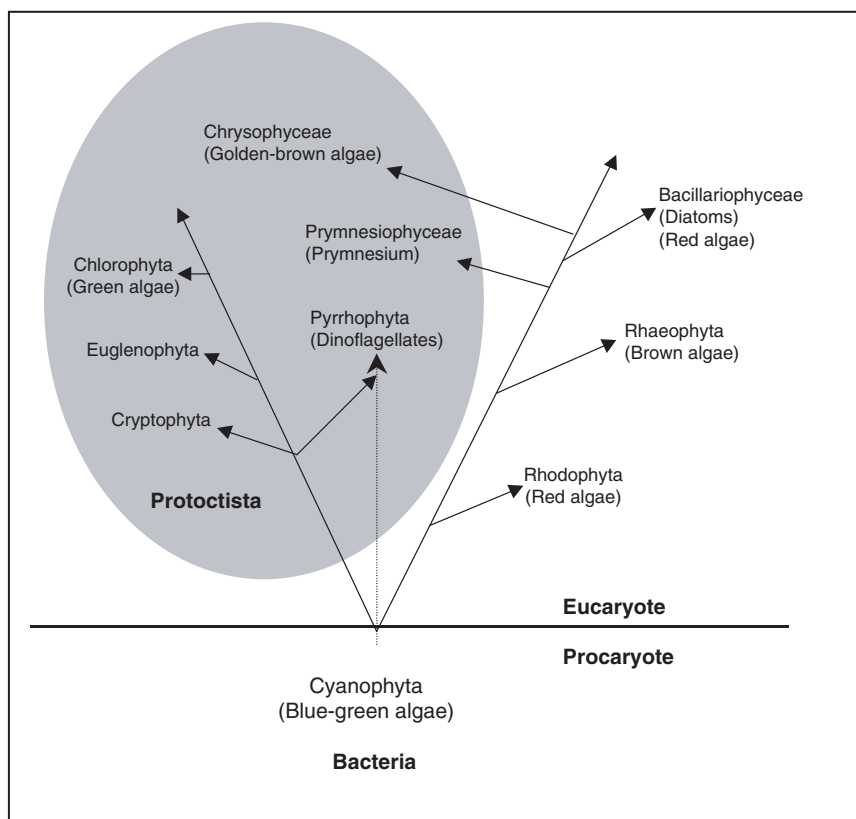 Chrysophyceae
(Golden-brown algae)
Bacillariophyceae
(Diatoms)
(Red algae)
Prymnesiophyceae
(Prymnesium)
Chlorophyta
(Green algae)
Pyrrhophyta
(Dinoflagellates)
Euglenophyta
Rhaeophyta
(Brown algae)
Cryptophyta
Protoctista
Rhodophyta
(Red algae)
Eucaryote
Procaryote
Cyanophyta
(Blue-green algae)
Bacteria